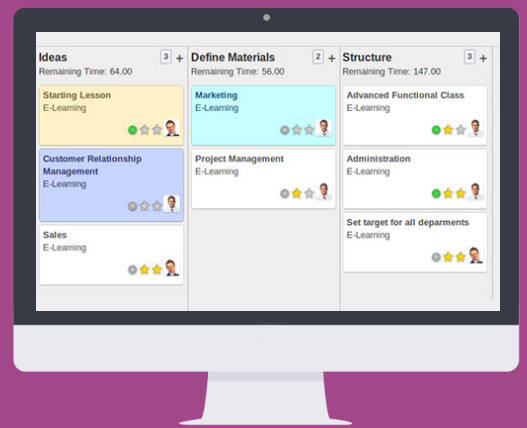 Ideas 3 +
Remaining Time: 64.00
Starting Lesson
E-Learning
Customer Relationship
Management
E-Learning
Sales
E-Learning
Define Materials 2 +
Remaining Time: 56.00
Marketing
E-Learning
Project Management
E-Learning
Structure 3 +
Remaining Time: 147.00
Advanced Functional Class
E-Learning
Administration
E-Learning
Set target for all deparments
E-Learning